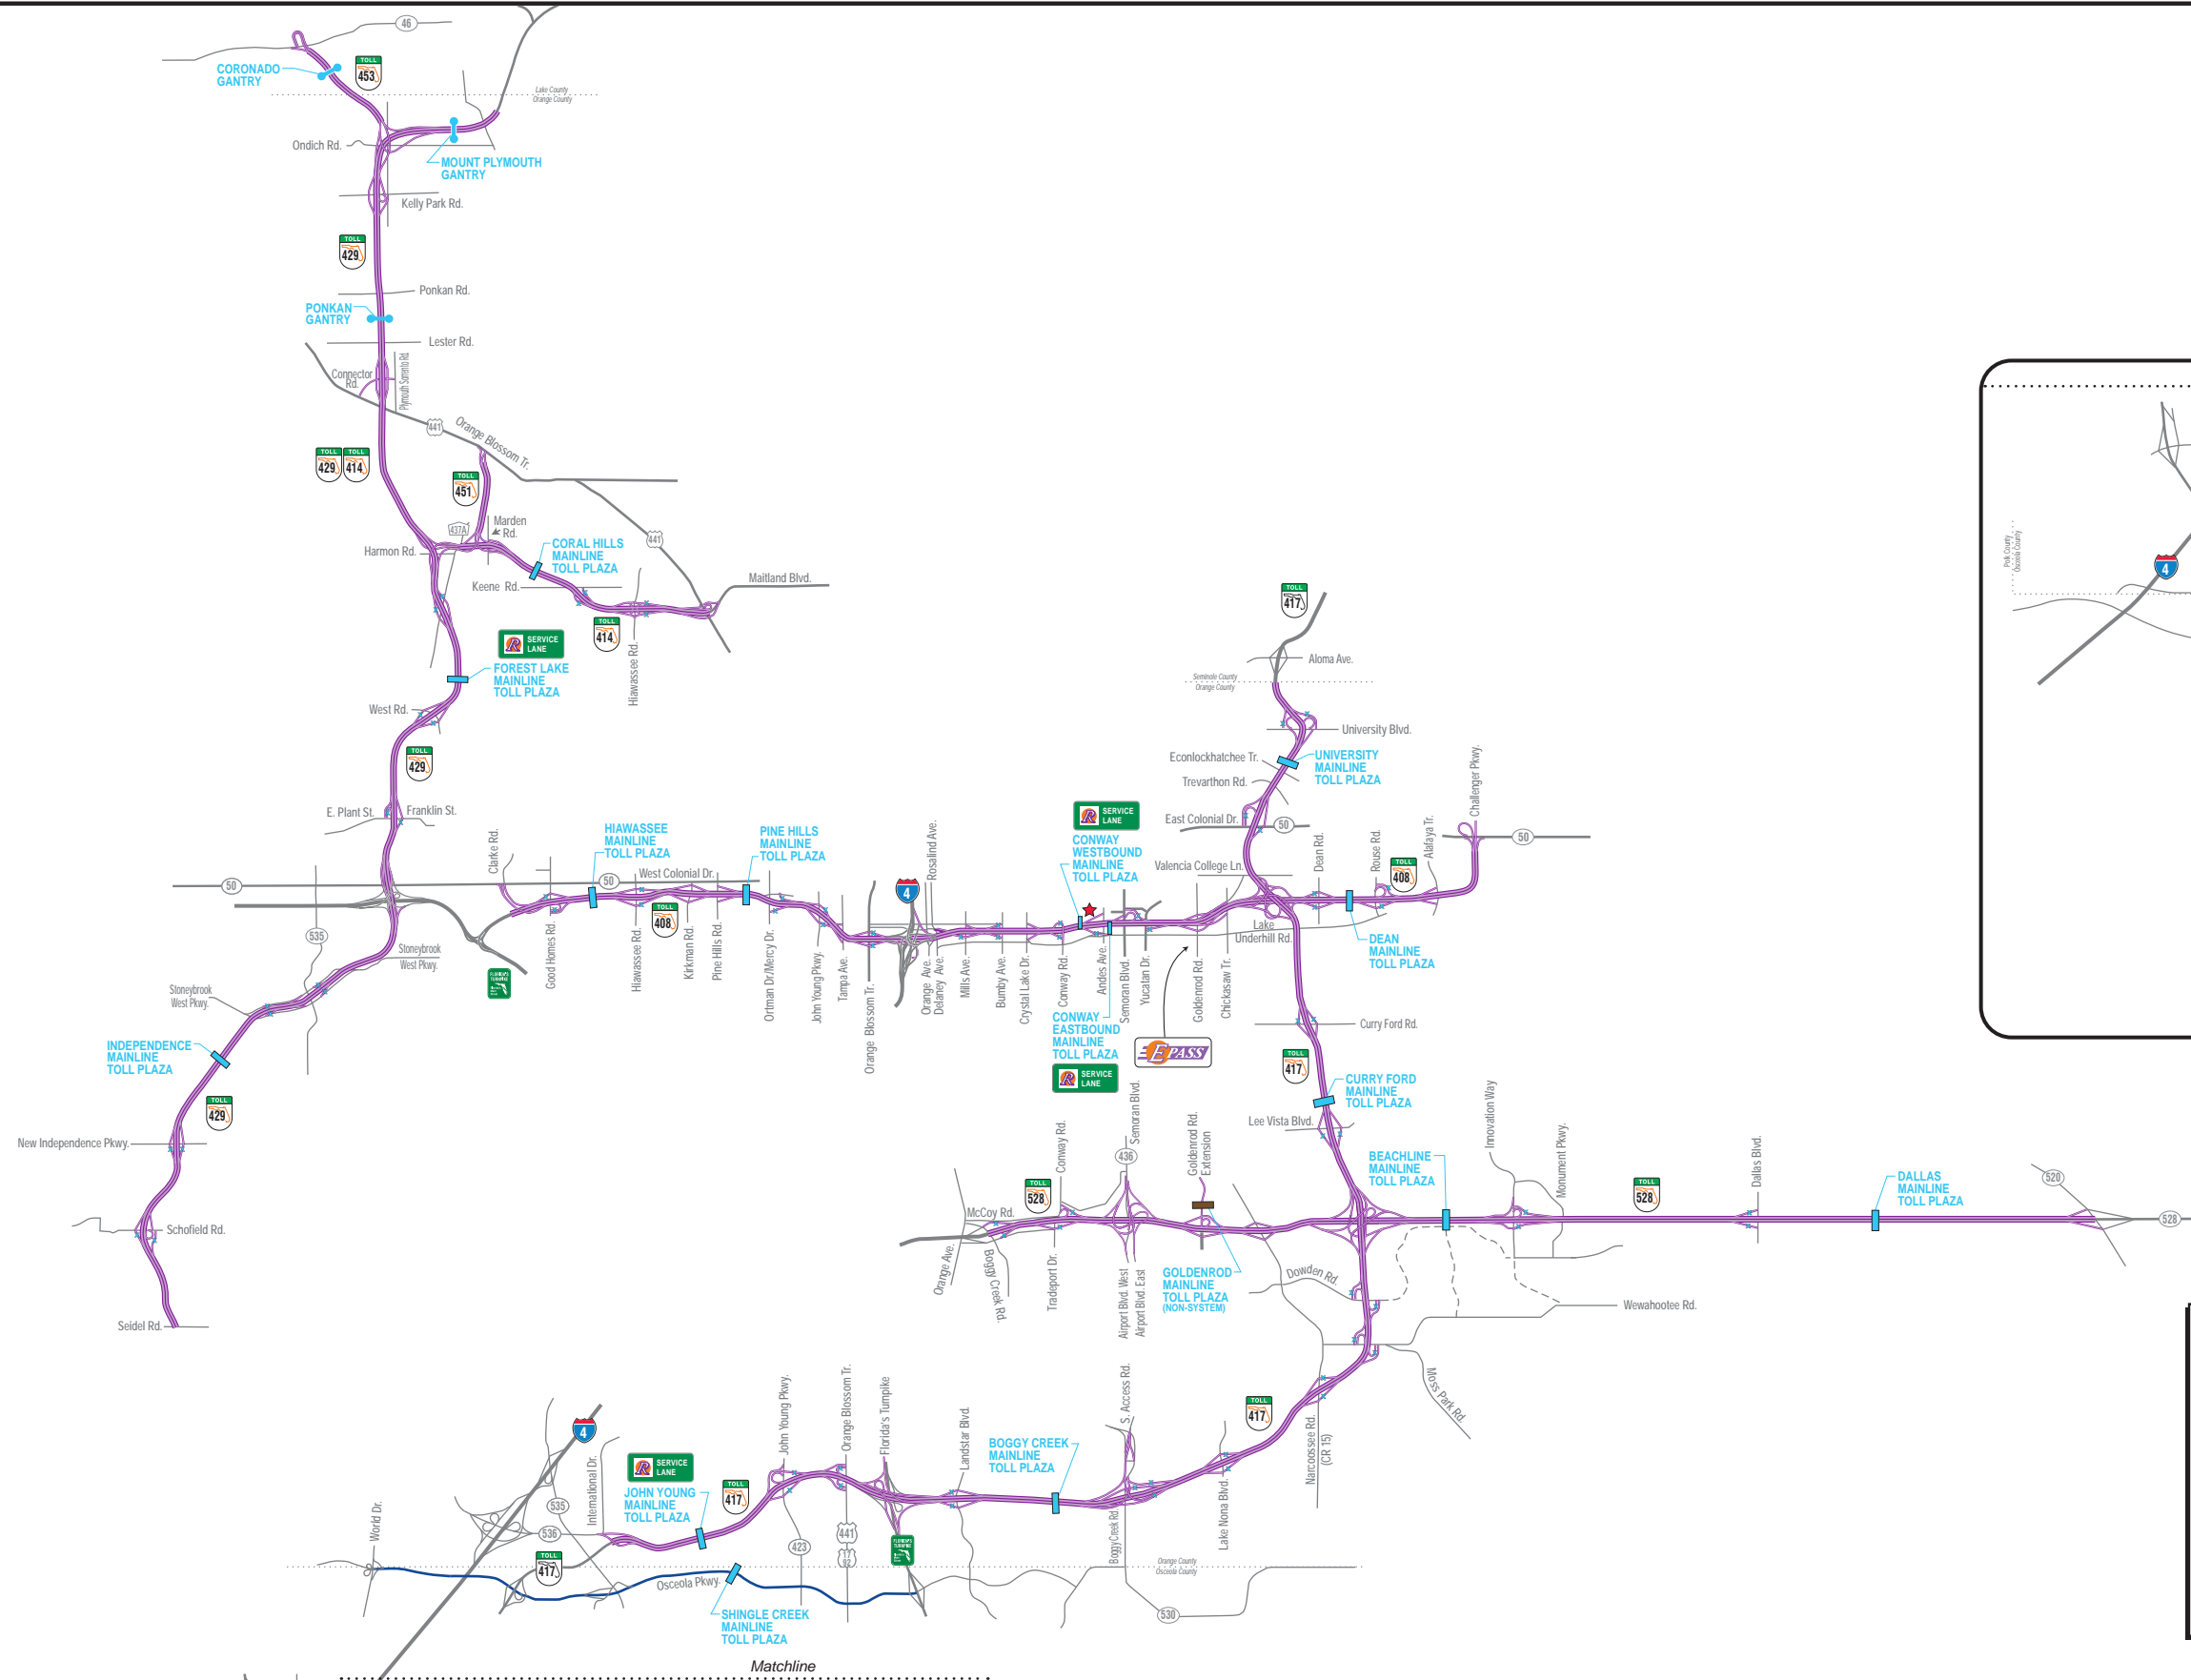 46
CORONADO
GANTRY
TOLL
453
Lake County
Orange County
Ondich Rd.
MOUNT PLYMOUTH
GANTRY
Kelly Park Rd.
TOLL
429
Ponkan Rd.
PONKAN
GANTRY
Lester Rd.
Connector
Rd.
Plymouth Sorrento Rd.
441
Orange Blossom Tr.
TOLL
429
TOLL
414
TOLL
451
437A
Marden
Rd.
Harmon Rd.
CORAL HILLS
MAINLINE
TOLL PLAZA
441
Keene Rd.
Maitland Blvd.
TOLL
414
Hiawassee Rd.
SERVICE
LANE
FOREST LAKE
MAINLINE
TOLL PLAZA
West Rd.
TOLL
429
E. Plant St.
Franklin St.
50
535
Stoneybrook
West Pkwy.
Stoneybrook
West Pkwy.
INDEPENDENCE
MAINLINE
TOLL PLAZA
TOLL
429
New Independence Pkwy.
Schofield Rd.
Seidel Rd.
Clarke Rd.
HIAWASSEE
MAINLINE
TOLL PLAZA
PINE HILLS
MAINLINE
TOLL PLAZA
West Colonial Dr.
50
TOLL
408
Good Homes Rd.
Hiawassee Rd.
Kirkman Rd.
Pine Hills Rd.
Ortman Dr./Mercy Dr.
John Young Pkwy.
Tampa Ave.
Orange Blossom Tr.
4
Rosalind Ave.
Orange Ave.
Delaney Ave.
Mills Ave.
Bumby Ave.
Crystal Lake Dr.
Conway Rd.
Andes Ave.
Semoran Blvd.
Yucatan Dr.
Goldenrod Rd.
Chickasaw Tr.
SERVICE
LANE
CONWAY
WESTBOUND
MAINLINE
TOLL PLAZA
CONWAY
EASTBOUND
MAINLINE
TOLL PLAZA
SERVICE
LANE
E PASS
TOLL
417
Aloma Ave.
Seminole County
Orange County
University Blvd.
Econlockhatchee Tr.
UNIVERSITY
MAINLINE
TOLL PLAZA
Trevarthon Rd.
East Colonial Dr.
50
Valencia College Ln.
Dean Rd.
Rouse Rd.
TOLL
408
Alafaya Tr.
Challenger Pkwy.
50
Lake
Underhill Rd.
DEAN
MAINLINE
TOLL PLAZA
Curry Ford Rd.
TOLL
417
CURRY FORD
MAINLINE
TOLL PLAZA
Lee Vista Blvd.
BEACHLINE
MAINLINE
TOLL PLAZA
Innovation Way
Monument Pkwy.
Dallas Blvd.
TOLL
528
DALLAS
MAINLINE
TOLL PLAZA
520
528
McCoy Rd.
TOLL
528
Conway Rd.
Semoran Blvd.
436
Goldenrod Rd.
Extension
Orange Ave.
Boggy Creek Rd.
Tradeport Dr.
Airport Blvd. West
Airport Blvd. East
GOLDENROD
MAINLINE
TOLL PLAZA
(NON-SYSTEM)
Dowden Rd.
Wewahootee Rd.
Moss Park Rd.
Narcoossee Rd.
(CR 15)
TOLL
417
Lake Nona Blvd.
S. Access Rd.
Boggy Creek Rd.
BOGGY CREEK
MAINLINE
TOLL PLAZA
Landstar Blvd.
Florida's Turnpike
Orange Blossom Tr.
John Young Pkwy.
441
17
92
423
TOLL
417
SERVICE
LANE
JOHN YOUNG
MAINLINE
TOLL PLAZA
International Dr.
4
535
536
TOLL
417
World Dr.
Osceola Pkwy.
SHINGLE CREEK
MAINLINE
TOLL PLAZA
Orange County
Osceola County
530
Matchline
Polk County
Osceola County
4